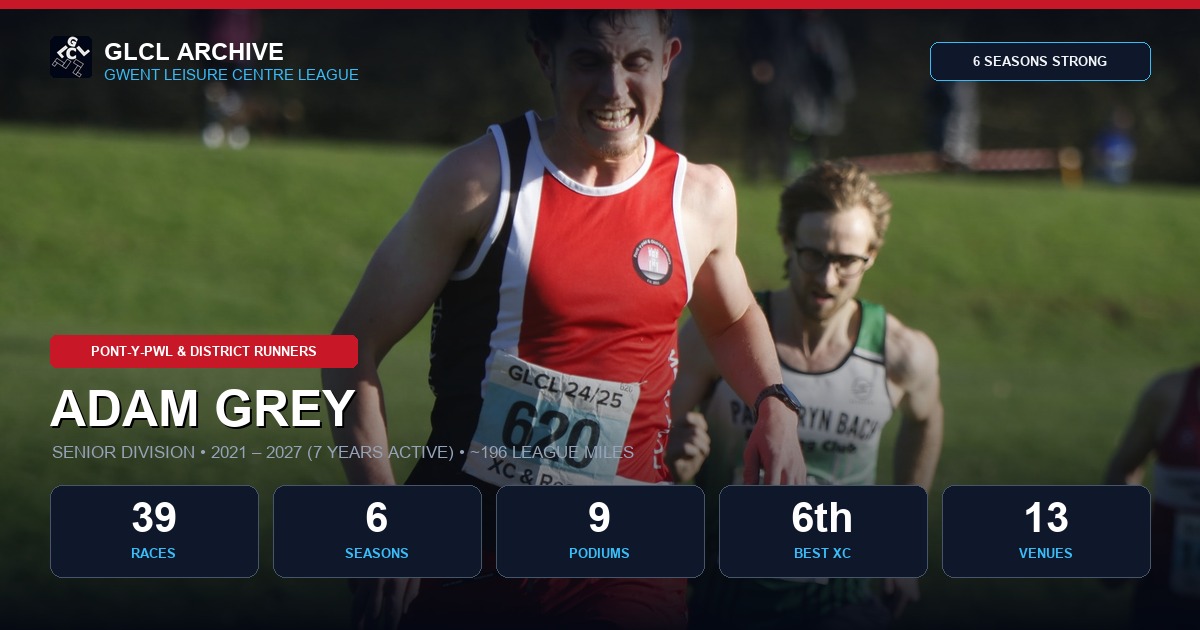 GLCL ARCHIVE
GWENT LEISURE CENTRE LEAGUE
6 SEASONS STRONG
GLCL 24/25
620
XC &
BRYN BACH
Club
PONT-Y-PWL & DISTRICT RUNNERS
ADAM GREY
SENIOR DIVISION • 2021 – 2027 (7 YEARS ACTIVE) • ~196 LEAGUE MILES
39
RACES
6
SEASONS
9
PODIUMS
6th
BEST XC
13
VENUES